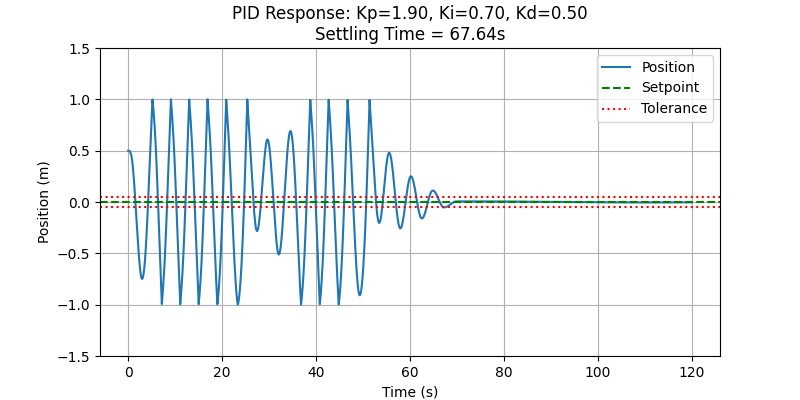 PID Response: Kp=1.90, Ki=0.70, Kd=0.50
Settling Time = 67.64s
1.5
1.0
0.5
0.0
−0.5
−1.0
−1.5
Position (m)
Position
Setpoint
Tolerance
0 20 40 60 80 100 120
Time (s)